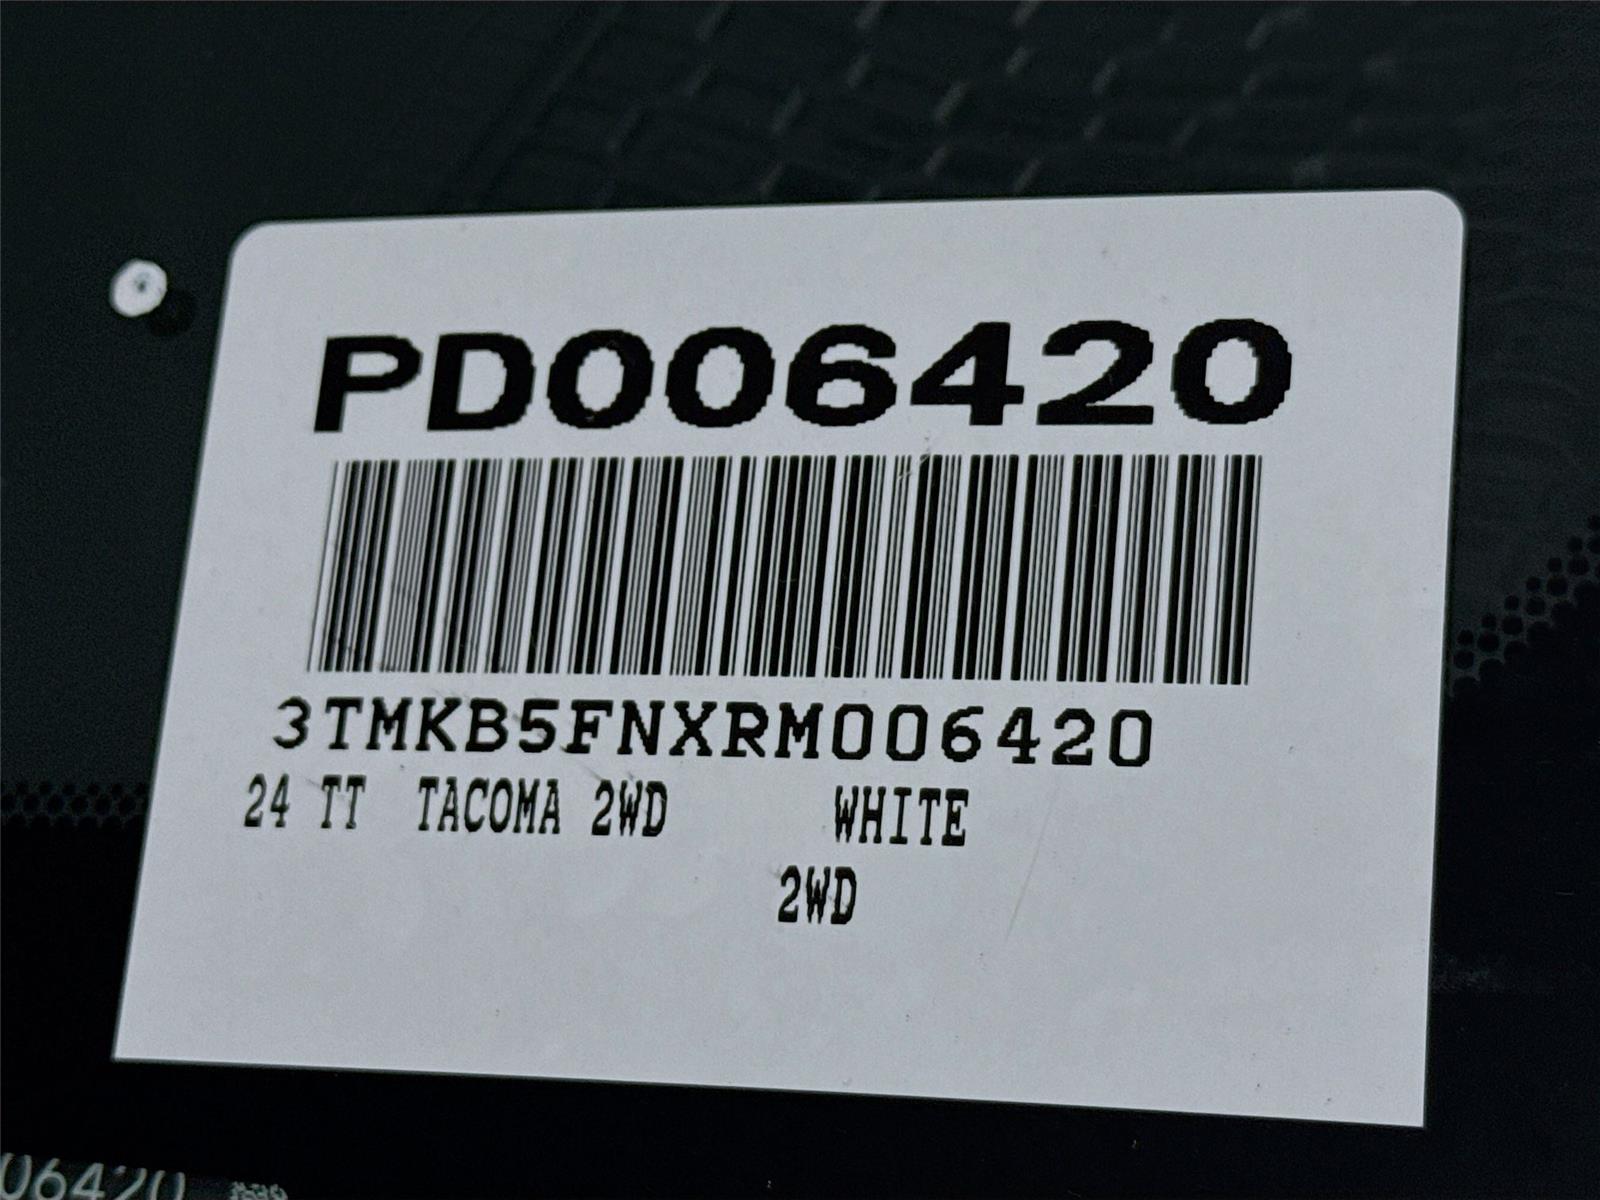 PD006420
3TMKB5FNXRM006420
24 TT TACOMA 2WD WHITE
2WD
06420